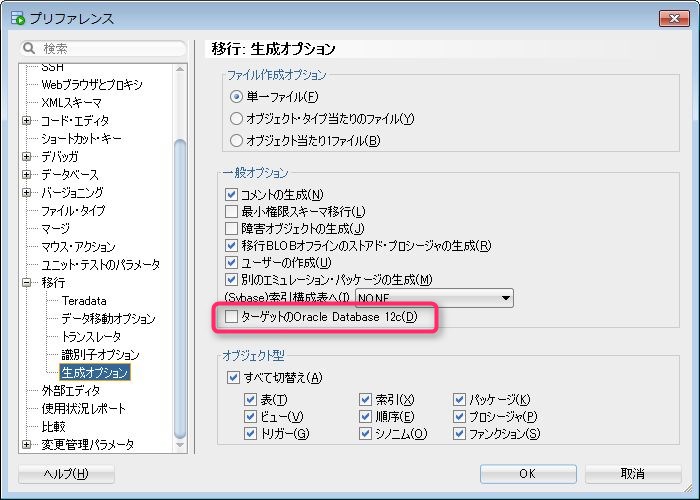 プリファレンス
検索
SSH
Webブラウザとプロキシ
XMLスキーマ
コード・エディタ
ショートカット・キー
デバッガ
データベース
バージョニング
ファイル・タイプ
マージ
マウス・アクション
ユニット・テストのパラメータ
移行
Teradata
データ移動オプション
トランスレータ
識別子オプション
生成オプション
外部エディタ
使用状況レポート
比較
変更管理パラメータ
移行: 生成オプション
ファイル作成オプション
単一ファイル(F)
オブジェクト・タイプ当たりのファイル(Y)
オブジェクト当たり1ファイル(B)
一般オプション
コメントの生成(N)
最小権限スキーマ移行(L)
障害オブジェクトの生成(J)
移行BLOBオフラインのストアド・プロシージャの生成(R)
ユーザーの作成(U)
別のエミュレーション・パッケージの生成(M)
(Sybase)索引構成表へ(I) NONE
ターゲットのOracle Database 12c(D)
オブジェクト型
すべて切替え(A)
表(T) 索引(X) パッケージ(K)
ビュー(V) 順序(E) プロシージャ(P)
トリガー(G) シノニム(O) ファンクション(S)
ヘルプ(H) OK 取消